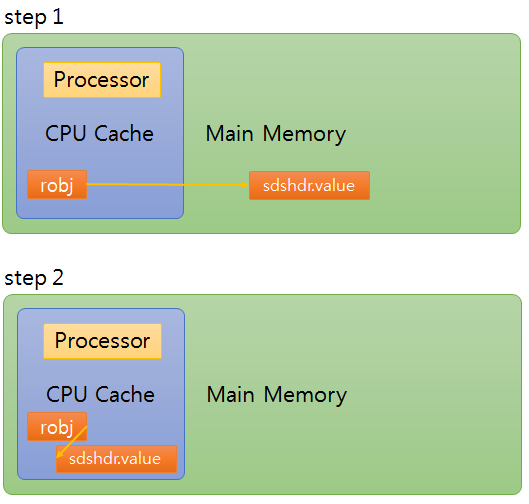 step 1
Processor
CPU Cache
Main Memory
robj
sdshdr.value
step 2
Processor
CPU Cache
Main Memory
robj
sdshdr.value